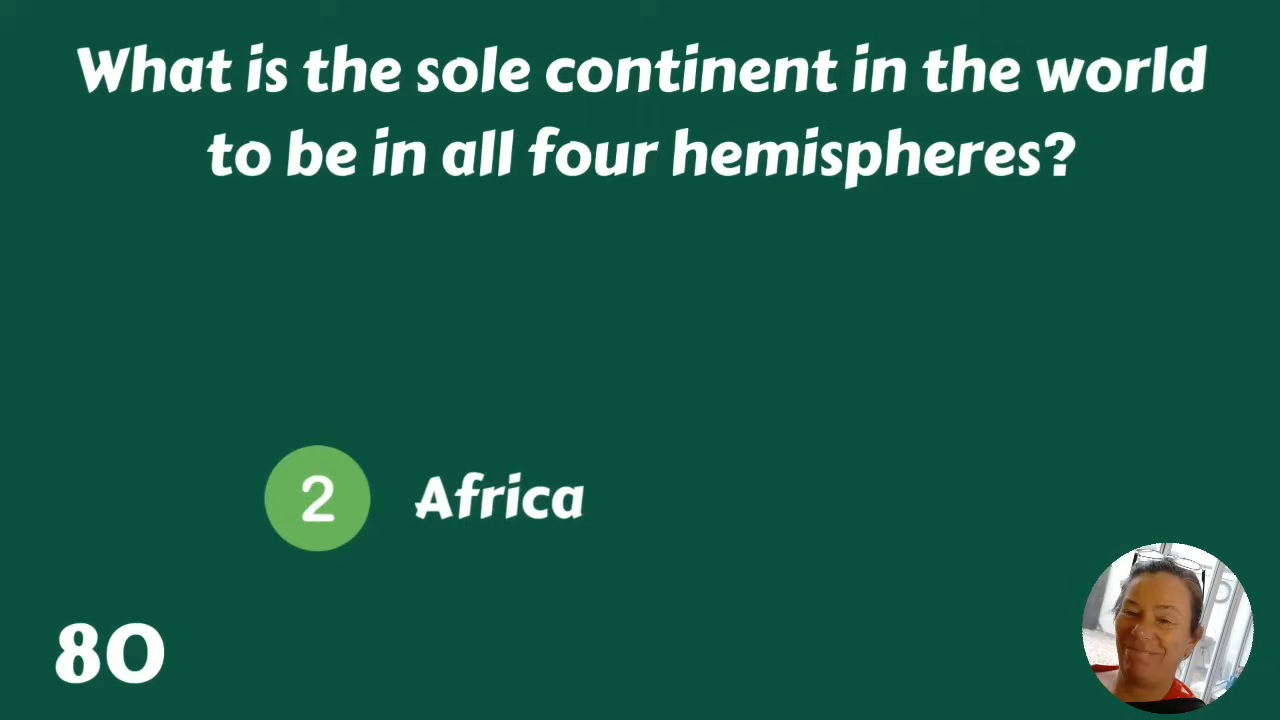 What is the sole continent in the world
to be in all four hemispheres?
2 Africa
80